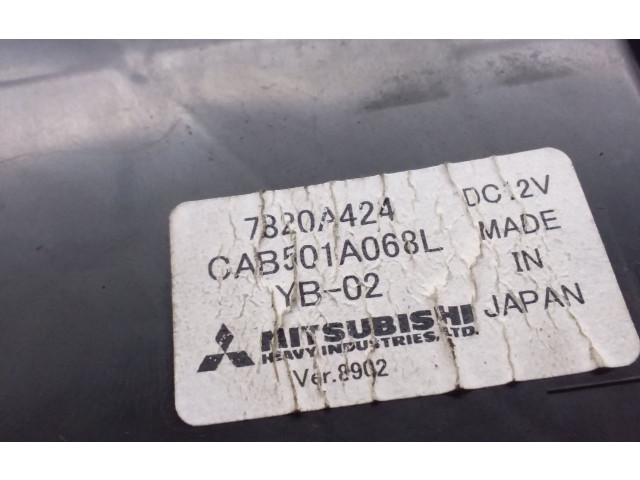 7820A424
CAB501A068L
YB-02
MITSUBISHI
HEAVY INDUSTRIES, LTD.
Ver.8902
DC12V
MADE
IN
JAPAN